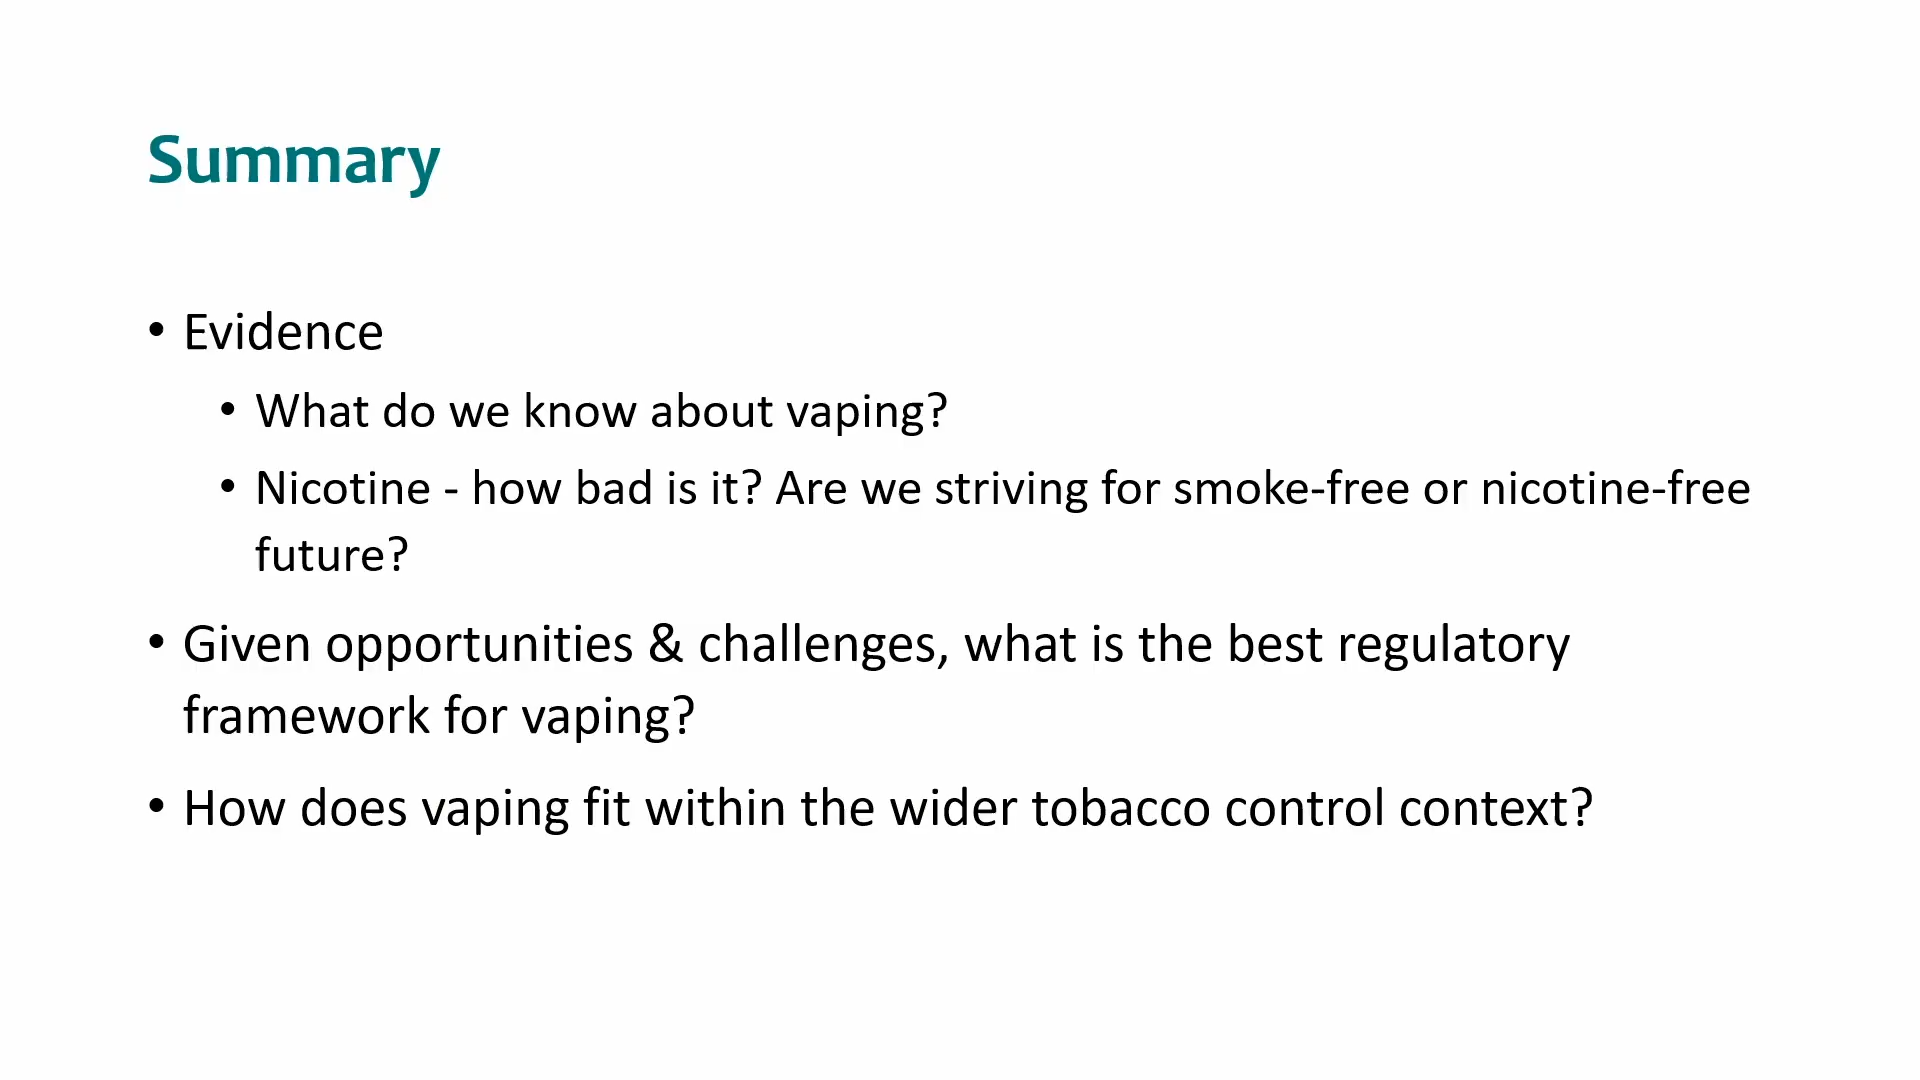 Summary
• Evidence
• What do we know about vaping?
• Nicotine - how bad is it? Are we striving for smoke-free or nicotine-free
future?
• Given opportunities & challenges, what is the best regulatory
framework for vaping?
• How does vaping fit within the wider tobacco control context?